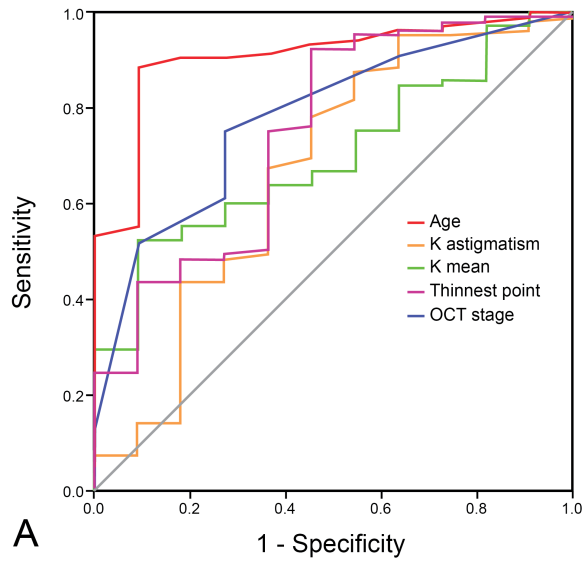 1.0
0.8
0.6
0.4
0.2
0.0
Sensitivity
Age
K astigmatism
K mean
Thinnest point
OCT stage
0.0 0.2 0.4 0.6 0.8 1.0
1 - Specificity
A